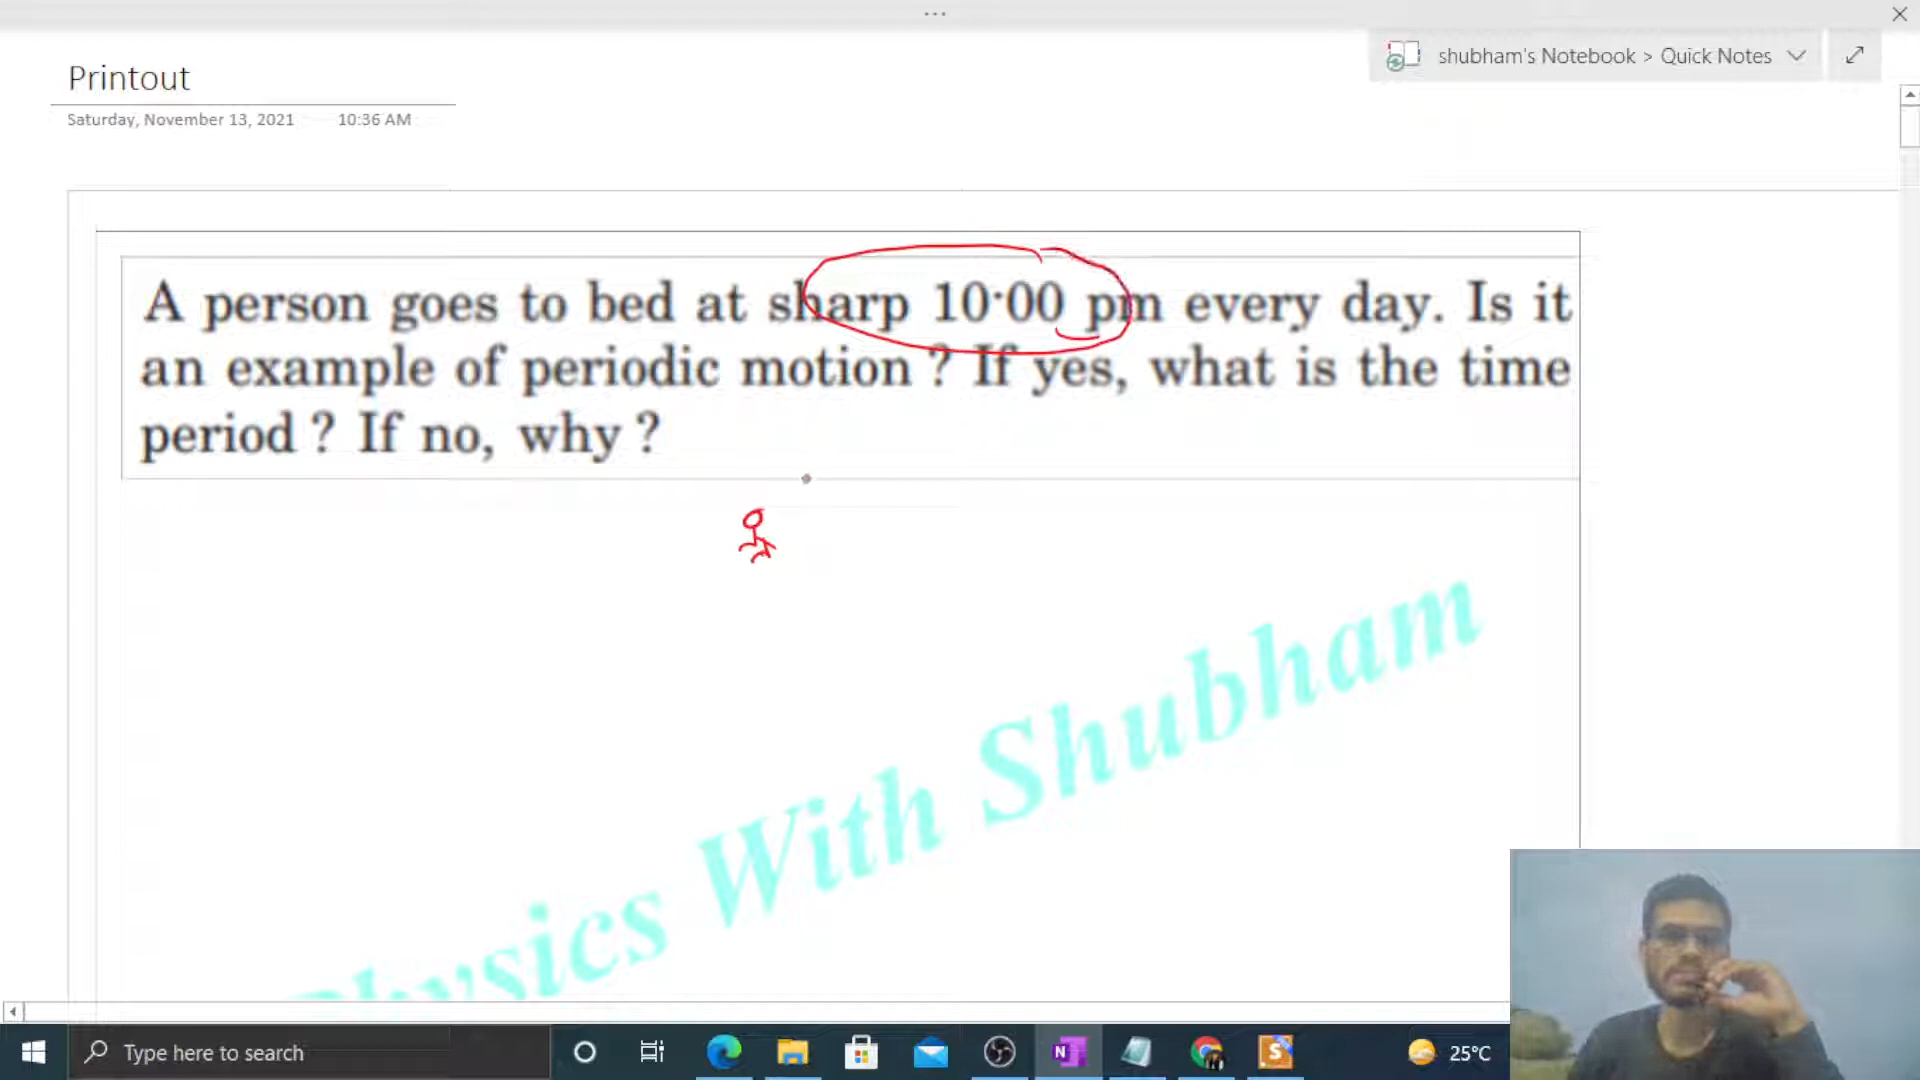 Printout
Saturday, November 13, 2021 10:36 AM
shubham's Notebook > Quick Notes
A person goes to bed at sharp 10·00 pm every day. Is it
an example of periodic motion ? If yes, what is the time
period ? If no, why ?
Physics With Shubham
Type here to search
25°C